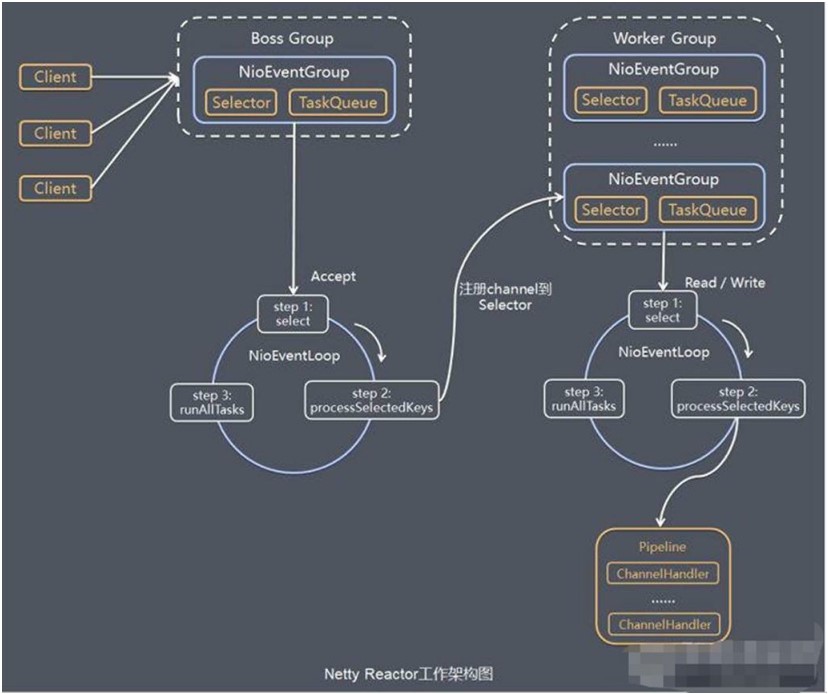 Boss Group
NioEventGroup
Selector
TaskQueue
Client
Client
Client
Worker Group
NioEventGroup
Selector
TaskQueue
......
NioEventGroup
Selector
TaskQueue
Accept
step 1:
select
NioEventLoop
step 2:
processSelectedKeys
step 3:
runAllTasks
注册channel到
Selector
Read / Write
step 1:
select
NioEventLoop
step 2:
processSelectedKeys
step 3:
runAllTasks
Pipeline
ChannelHandler
......
ChannelHandler
Netty Reactor工作架构图